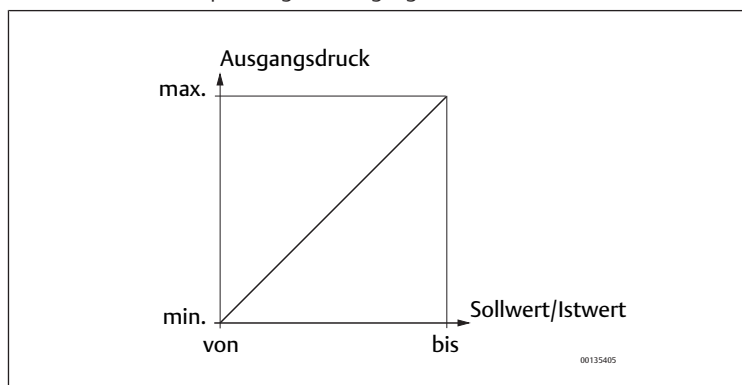 Ausgangsdruck
max.
min.
Sollwert/Istwert
von bis
00135405